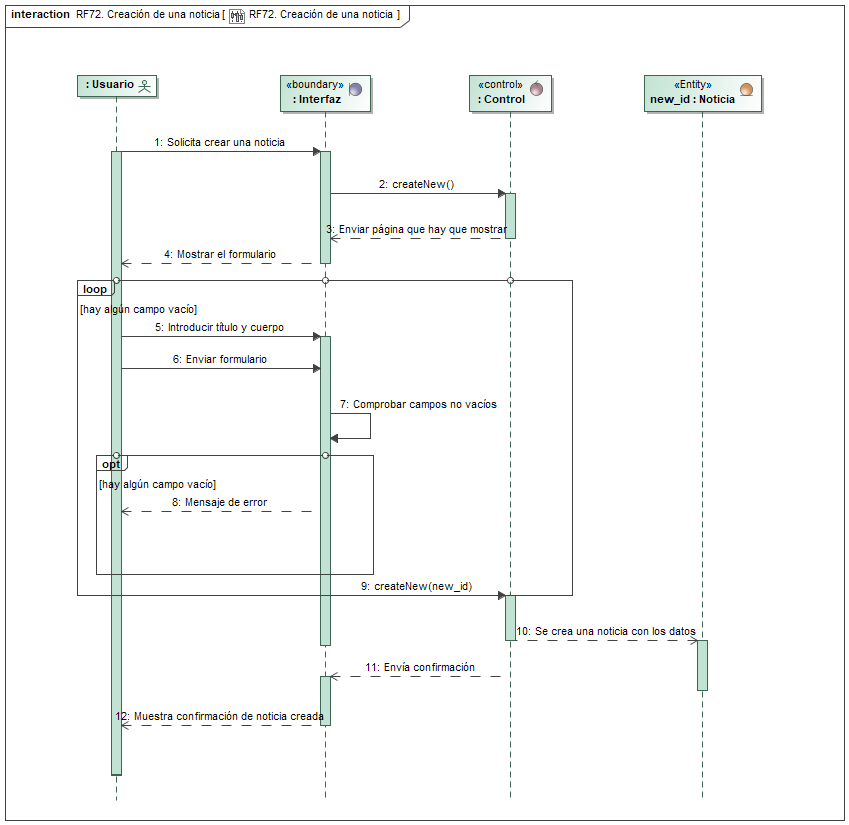 interaction RF72. Creación de una noticia [ RF72. Creación de una noticia ]
: Usuario
«boundary»
: Interfaz
«control»
: Control
«Entity»
new_id : Noticia
1: Solicita crear una noticia
2: createNew()
3: Enviar página que hay que mostrar
4: Mostrar el formulario
loop
[hay algún campo vacío]
5: Introducir título y cuerpo
6: Enviar formulario
7: Comprobar campos no vacíos
opt
[hay algún campo vacío]
8: Mensaje de error
9: createNew(new_id)
10: Se crea una noticia con los datos
11: Envía confirmación
12: Muestra confirmación de noticia creada